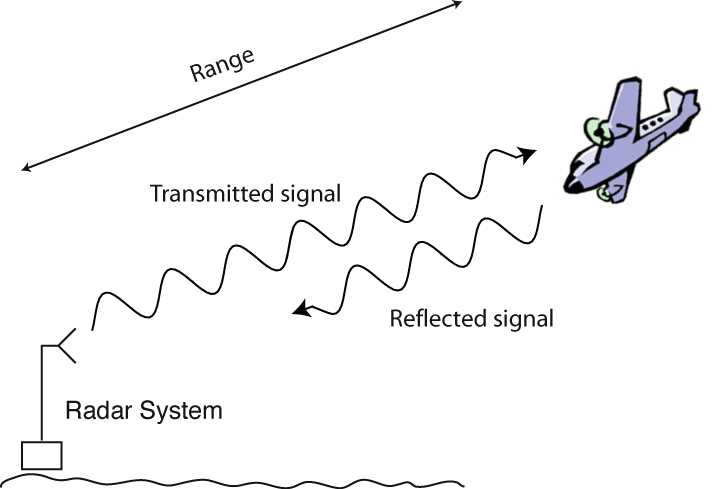 Range
Transmitted signal
Reflected signal
Radar System